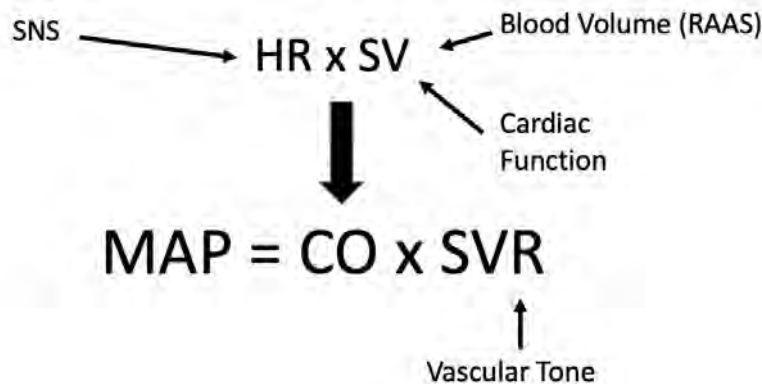 SNS
Blood Volume (RAAS)
HR x SV
Cardiac
Function
MAP = CO x SVR
Vascular Tone